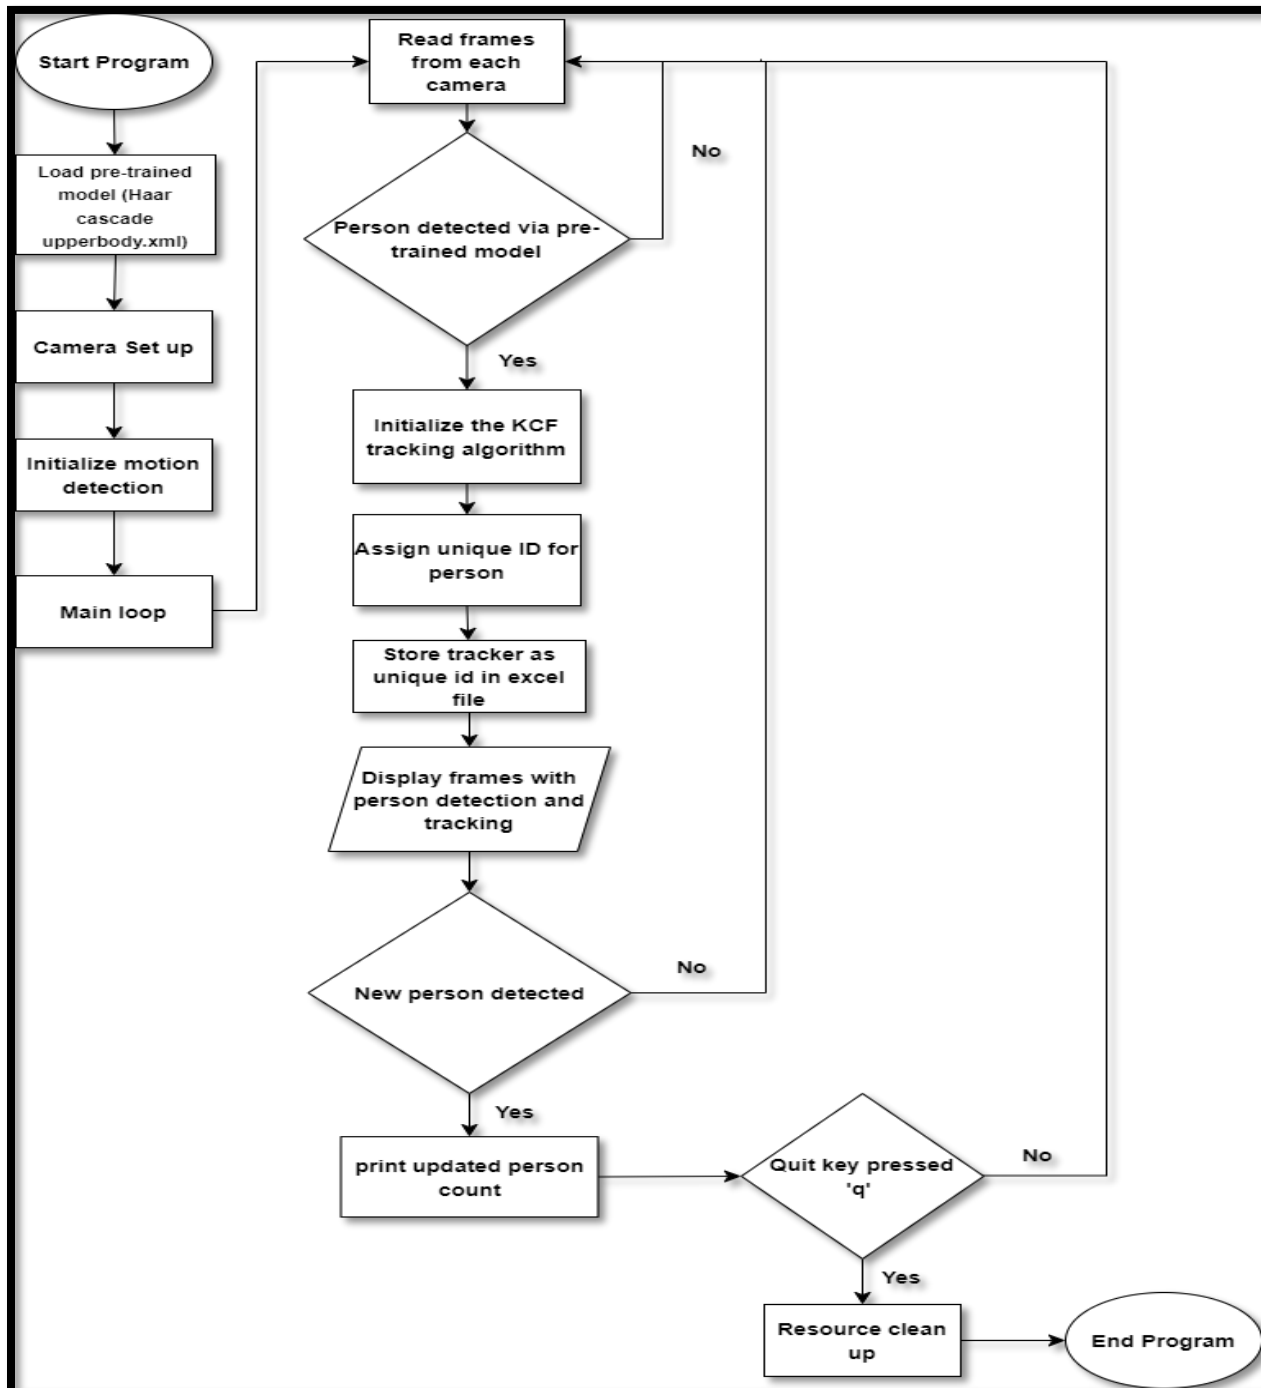 Start Program
Load pre-trained
model (Haar
cascade
upperbody.xml)
Camera Set up
Initialize motion
detection
Main loop
Read frames
from each
camera
No
Person detected via pre-
trained model
Yes
Initialize the KCF
tracking algorithm
Assign unique ID for
person
Store tracker as
unique id in excel
file
Display frames with
person detection and
tracking
New person detected
No
Yes
print updated person
count
Quit key pressed
'q'
No
Yes
Resource clean
up
End Program